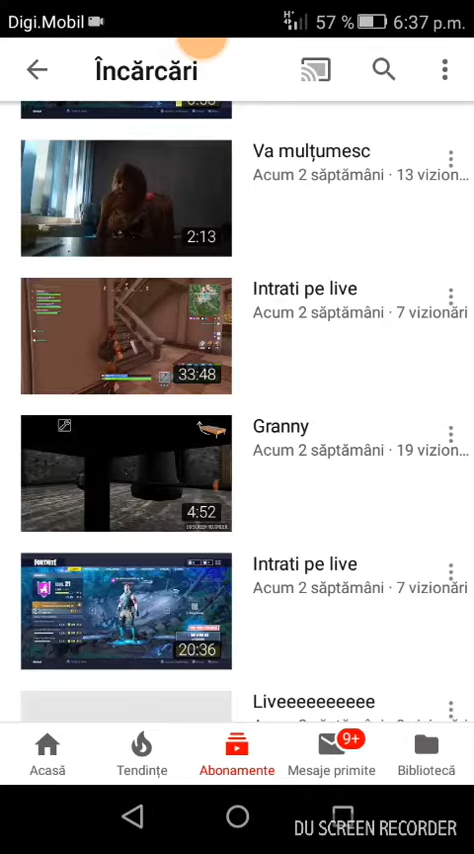 Digi.Mobil H+ 57 % 6:37 p.m.
Încărcări
Va mulțumesc
Acum 2 săptămâni · 13 vizion...
2:13
Intrati pe live
Acum 2 săptămâni · 7 vizionări
33:48
Granny
Acum 2 săptămâni · 19 vizion...
4:52
Intrati pe live
Acum 2 săptămâni · 7 vizionări
FORTNITE
20:36
Liveeeeeeeeee
9+
Acasă Tendințe Abonamente Mesaje primite Bibliotecă
DU SCREEN RECORDER